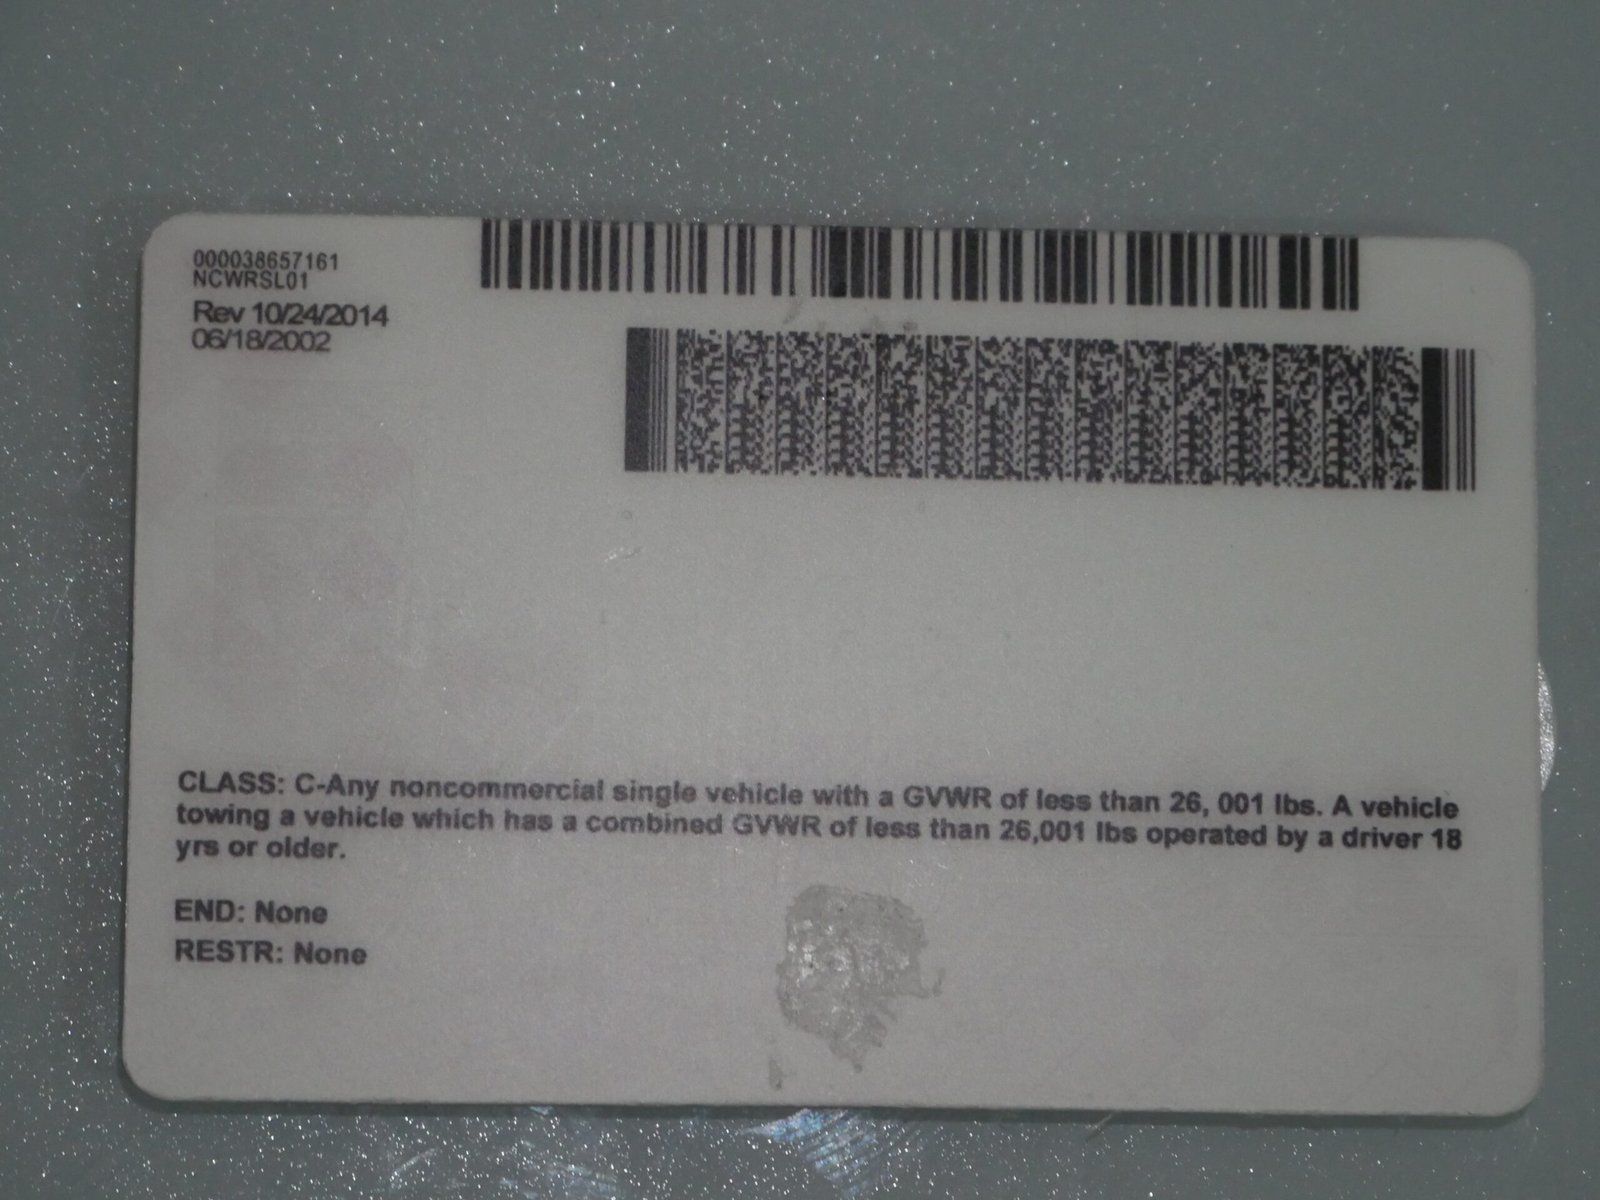 000038657161
NCWRSL01
Rev 10/24/2014
06/18/2002
CLASS: C-Any noncommercial single vehicle with a GVWR of less than 26, 001 lbs. A vehicle
towing a vehicle which has a combined GVWR of less than 26,001 lbs operated by a driver 18
yrs or older.
END: None
RESTR: None